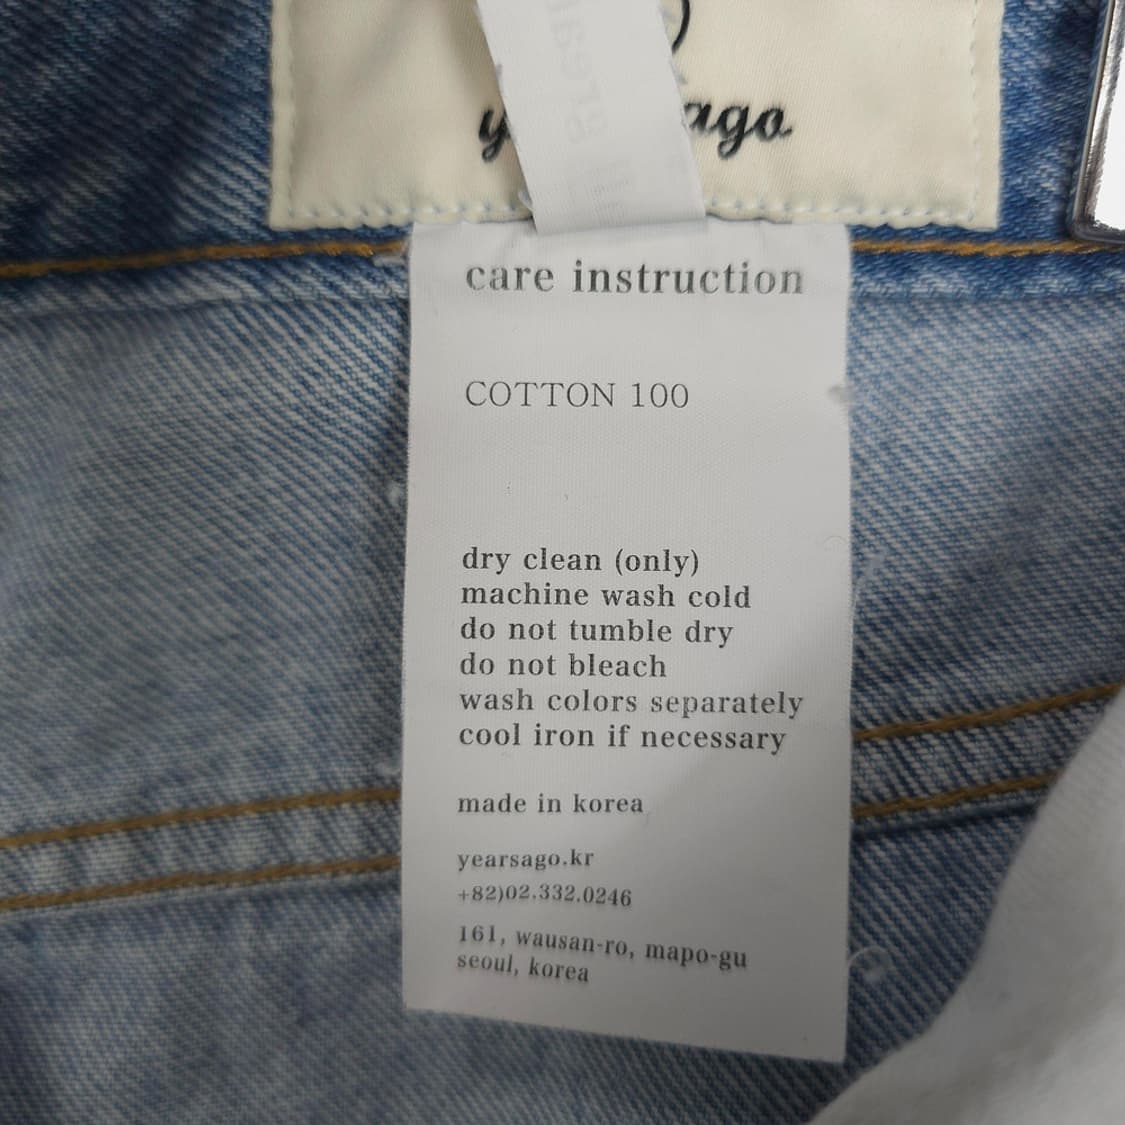 ago
care instruction
COTTON 100
dry clean (only)
machine wash cold
do not tumble dry
do not bleach
wash colors separately
cool iron if necessary
made in korea
yearsago.kr
+82)02.332.0246
161, wausan-ro, mapo-gu
seoul, korea